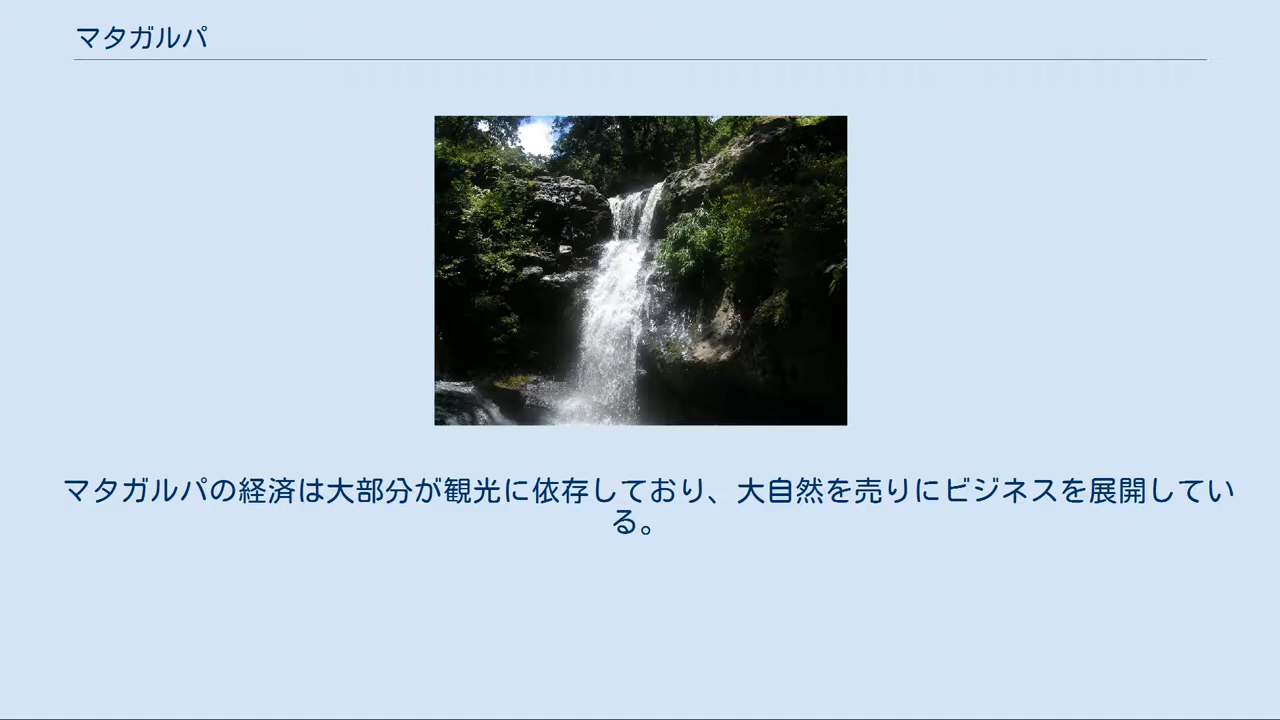 マタガルパ
マタガルパの経済は大部分が観光に依存しており、大自然を売りにビジネスを展開してい
る。